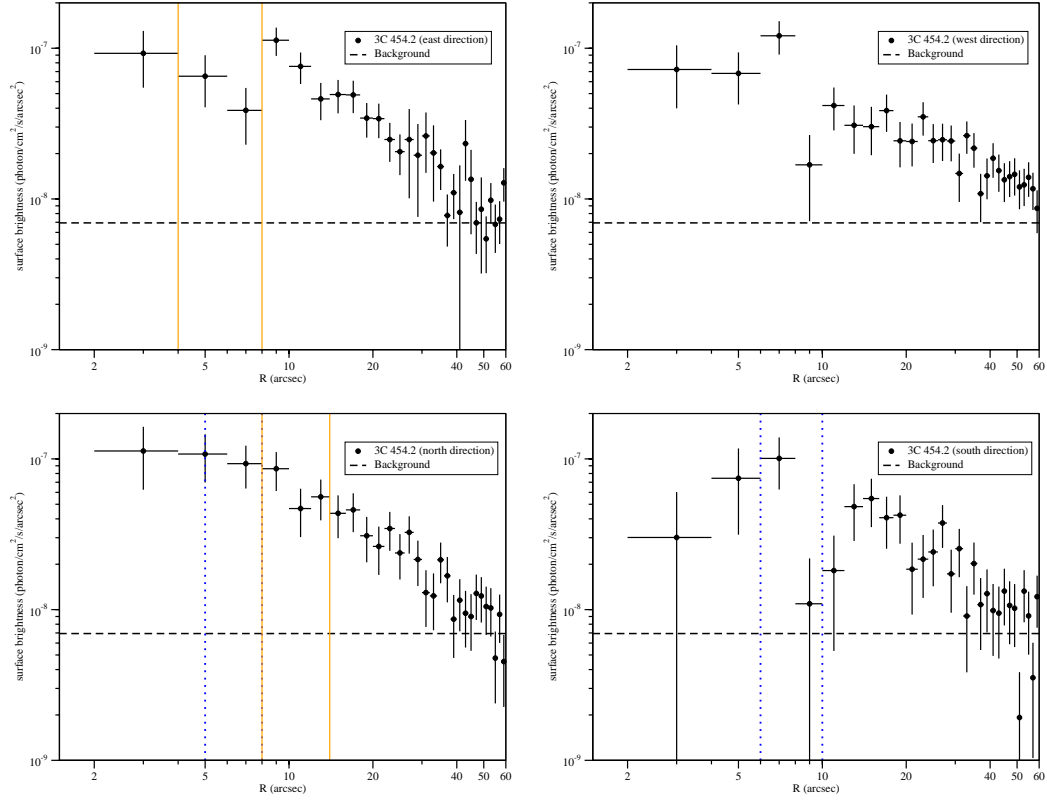 10^-7
10^-8
10^-9
surface brightness (photon/cm^2/s/arcsec^2)
3C 454.2 (east direction)
Background
2 5 10 20 40 50 60
R (arcsec)
10^-7
10^-8
10^-9
surface brightness (photon/cm^2/s/arcsec^2)
3C 454.2 (west direction)
Background
2 5 10 20 40 50 60
R (arcsec)
10^-7
10^-8
10^-9
surface brightness (photon/cm^2/s/arcsec^2)
3C 454.2 (north direction)
Background
2 5 10 20 40 50 60
R (arcsec)
10^-7
10^-8
10^-9
surface brightness (photon/cm^2/s/arcsec^2)
3C 454.2 (south direction)
Background
2 5 10 20 40 50 60
R (arcsec)